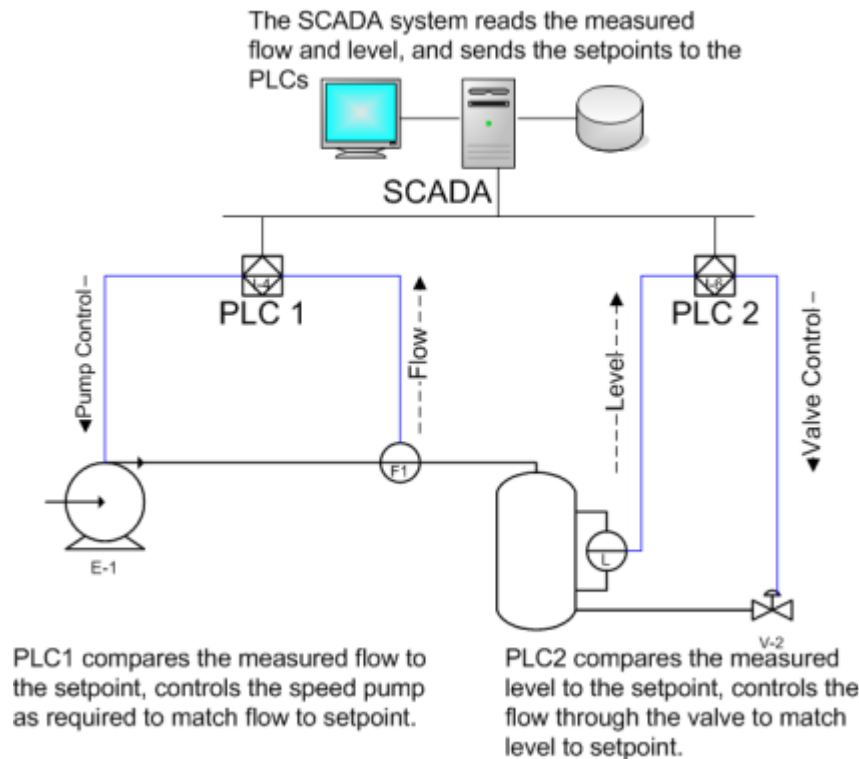 The SCADA system reads the measured
flow and level, and sends the setpoints to the
PLCs
SCADA
I-4
PLC 1
I-6
PLC 2
Pump Control
Flow
Level
Valve Control
F1
L
E-1
V-2
PLC1 compares the measured flow to
the setpoint, controls the speed pump
as required to match flow to setpoint.
PLC2 compares the measured
level to the setpoint, controls the
flow through the valve to match
level to setpoint.